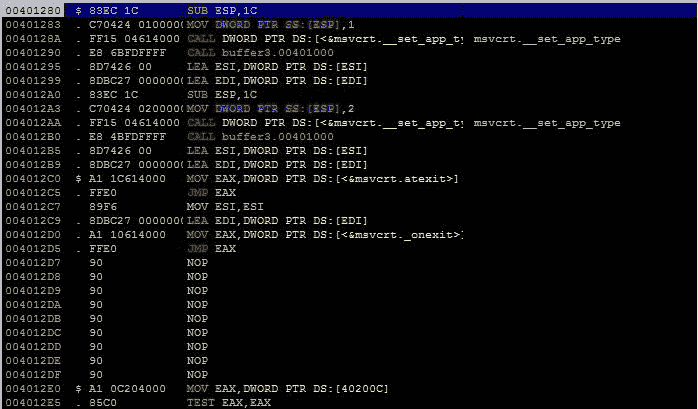 00401280 $ 83EC 1C SUB ESP,1C
00401283 . C70424 0100000( MOV DWORD PTR SS:[ESP],1
0040128A . FF15 04614000 CALL DWORD PTR DS:[<&msvcrt.__set_app_ty msvcrt.__set_app_type
00401290 . E8 6BFDFFFF CALL buffer3.00401000
00401295 . 8D7426 00 LEA ESI,DWORD PTR DS:[ESI]
00401299 . 8DBC27 0000000( LEA EDI,DWORD PTR DS:[EDI]
004012A0 . 83EC 1C SUB ESP,1C
004012A3 . C70424 0200000( MOV DWORD PTR SS:[ESP],2
004012AA . FF15 04614000 CALL DWORD PTR DS:[<&msvcrt.__set_app_ty msvcrt.__set_app_type
004012B0 . E8 4BFDFFFF CALL buffer3.00401000
004012B5 . 8D7426 00 LEA ESI,DWORD PTR DS:[ESI]
004012B9 . 8DBC27 0000000( LEA EDI,DWORD PTR DS:[EDI]
004012C0 $ A1 1C614000 MOV EAX,DWORD PTR DS:[<&msvcrt.atexit>]
004012C5 . FFE0 JMP EAX
004012C7 89F6 MOV ESI,ESI
004012C9 . 8DBC27 0000000( LEA EDI,DWORD PTR DS:[EDI]
004012D0 . A1 10614000 MOV EAX,DWORD PTR DS:[<&msvcrt._onexit>]
004012D5 . FFE0 JMP EAX
004012D7 90 NOP
004012D8 90 NOP
004012D9 90 NOP
004012DA 90 NOP
004012DB 90 NOP
004012DC 90 NOP
004012DD 90 NOP
004012DE 90 NOP
004012DF 90 NOP
004012E0 $ A1 0C204000 MOV EAX,DWORD PTR DS:[40200C]
004012E5 . 85C0 TEST EAX,EAX